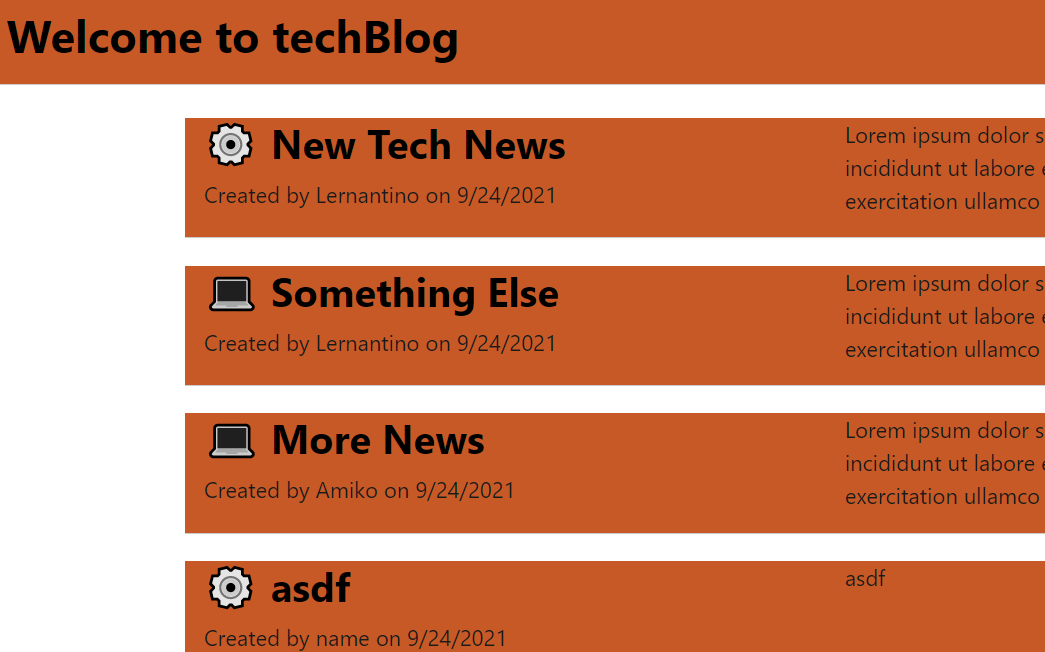 Welcome to techBlog
New Tech News
Created by Lernantino on 9/24/2021
Lorem ipsum dolor
incididunt ut labore
exercitation ullamco
Something Else
Created by Lernantino on 9/24/2021
Lorem ipsum dolor
incididunt ut labore
exercitation ullamco
More News
Created by Amiko on 9/24/2021
Lorem ipsum dolor
incididunt ut labore
exercitation ullamco
asdf
Created by name on 9/24/2021
asdf